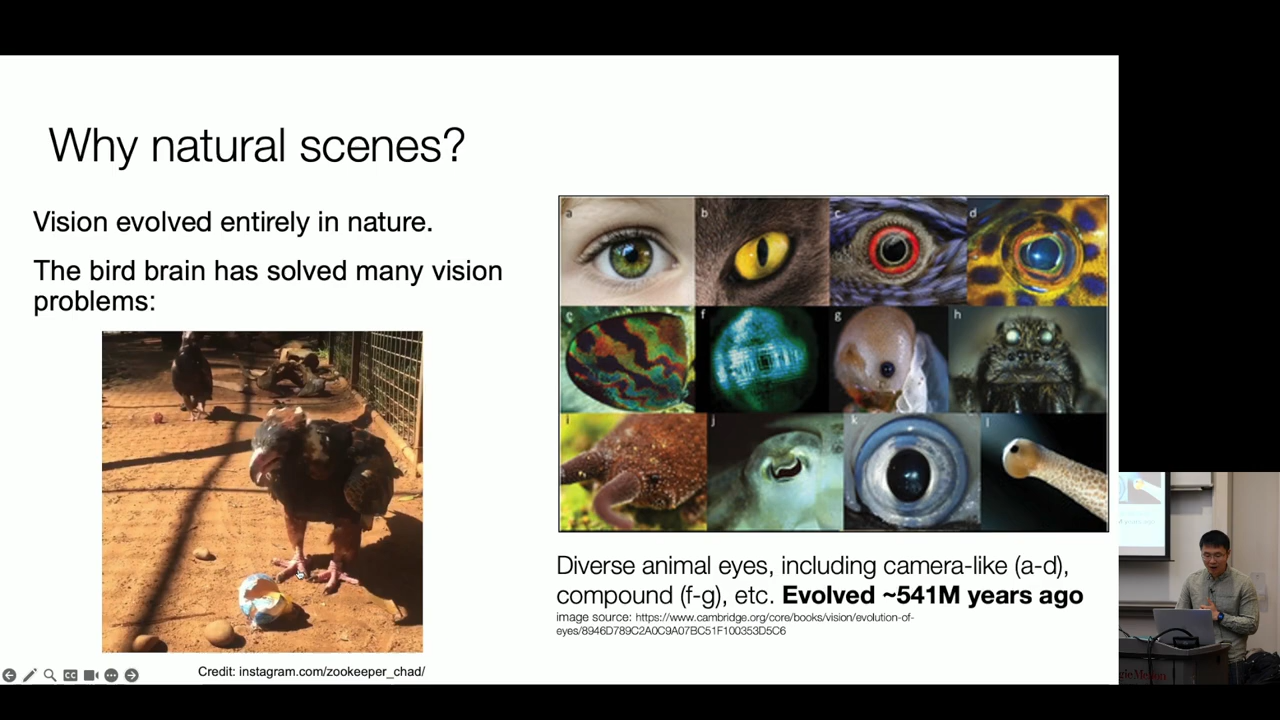 Why natural scenes?
Vision evolved entirely in nature.
The bird brain has solved many vision
problems:
a
b
c
d
e
f
g
h
i
j
k
l
Diverse animal eyes, including camera-like (a-d),
compound (f-g), etc. Evolved ~541M years ago
image source: https://www.cambridge.org/core/books/vision/evolution-of-
eyes/8946D789C2A0C9A07BC51F100353D5C6
Credit: instagram.com/zookeeper_chad/
CC